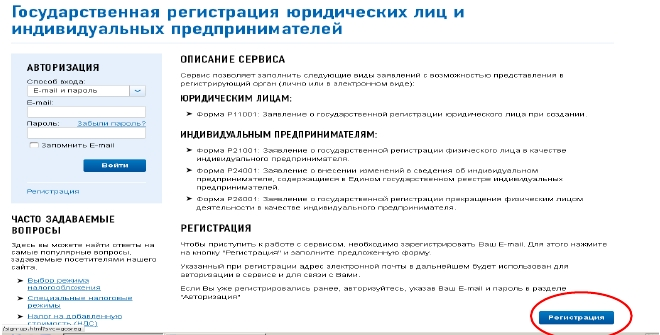 Государственная регистрация юридических лиц и
индивидуальных предпринимателей
АВТОРИЗАЦИЯ
Способ входа:
E-mail и пароль
E-mail:
Пароль: Забыли пароль?
Запомнить E-mail
Войти
Регистрация
ЧАСТО ЗАДАВАЕМЫЕ
ВОПРОСЫ
Здесь вы можете найти ответы на
самые популярные вопросы,
задаваемые посетителями нашего
сайта.
➤ Выбор режима
налогообложения
➤ Специальные налоговые
режимы
➤ Налог на добавленную
стоимость (НДС)
ОПИСАНИЕ СЕРВИСА
Сервис позволяет заполнить следующие виды заявлений с возможностью представления в
регистрирующий орган (лично или в электронном виде):
ЮРИДИЧЕСКИМ ЛИЦАМ:
➤ Форма Р11001: Заявление о государственной регистрации юридического лица при создании.
ИНДИВИДУАЛЬНЫМ ПРЕДПРИНИМАТЕЛЯМ:
➤ Форма Р21001: Заявление о государственной регистрации физического лица в качестве
индивидуального предпринимателя.
➤ Форма Р24001: Заявление о внесении изменений в сведения об индивидуальном
предпринимателе, содержащиеся в Едином государственном реестре индивидуальных
предпринимателей.
➤ Форма Р26001: Заявление о государственной регистрации прекращения физическим лицом
деятельности в качестве индивидуального предпринимателя.
РЕГИСТРАЦИЯ
Чтобы приступить к работе с сервисом, необходимо зарегистрировать Ваш E-mail. Для этого нажмите
на кнопку "Регистрация" и заполните предложенную форму.
Указанный при регистрации адрес электронной почты в дальнейшем будет использован для
авторизации в сервисе и для связи с Вами.
Если Вы уже регистрировались ранее, авторизуйтесь, указав Ваш E-mail и пароль в разделе
"Авторизация"
Регистрация